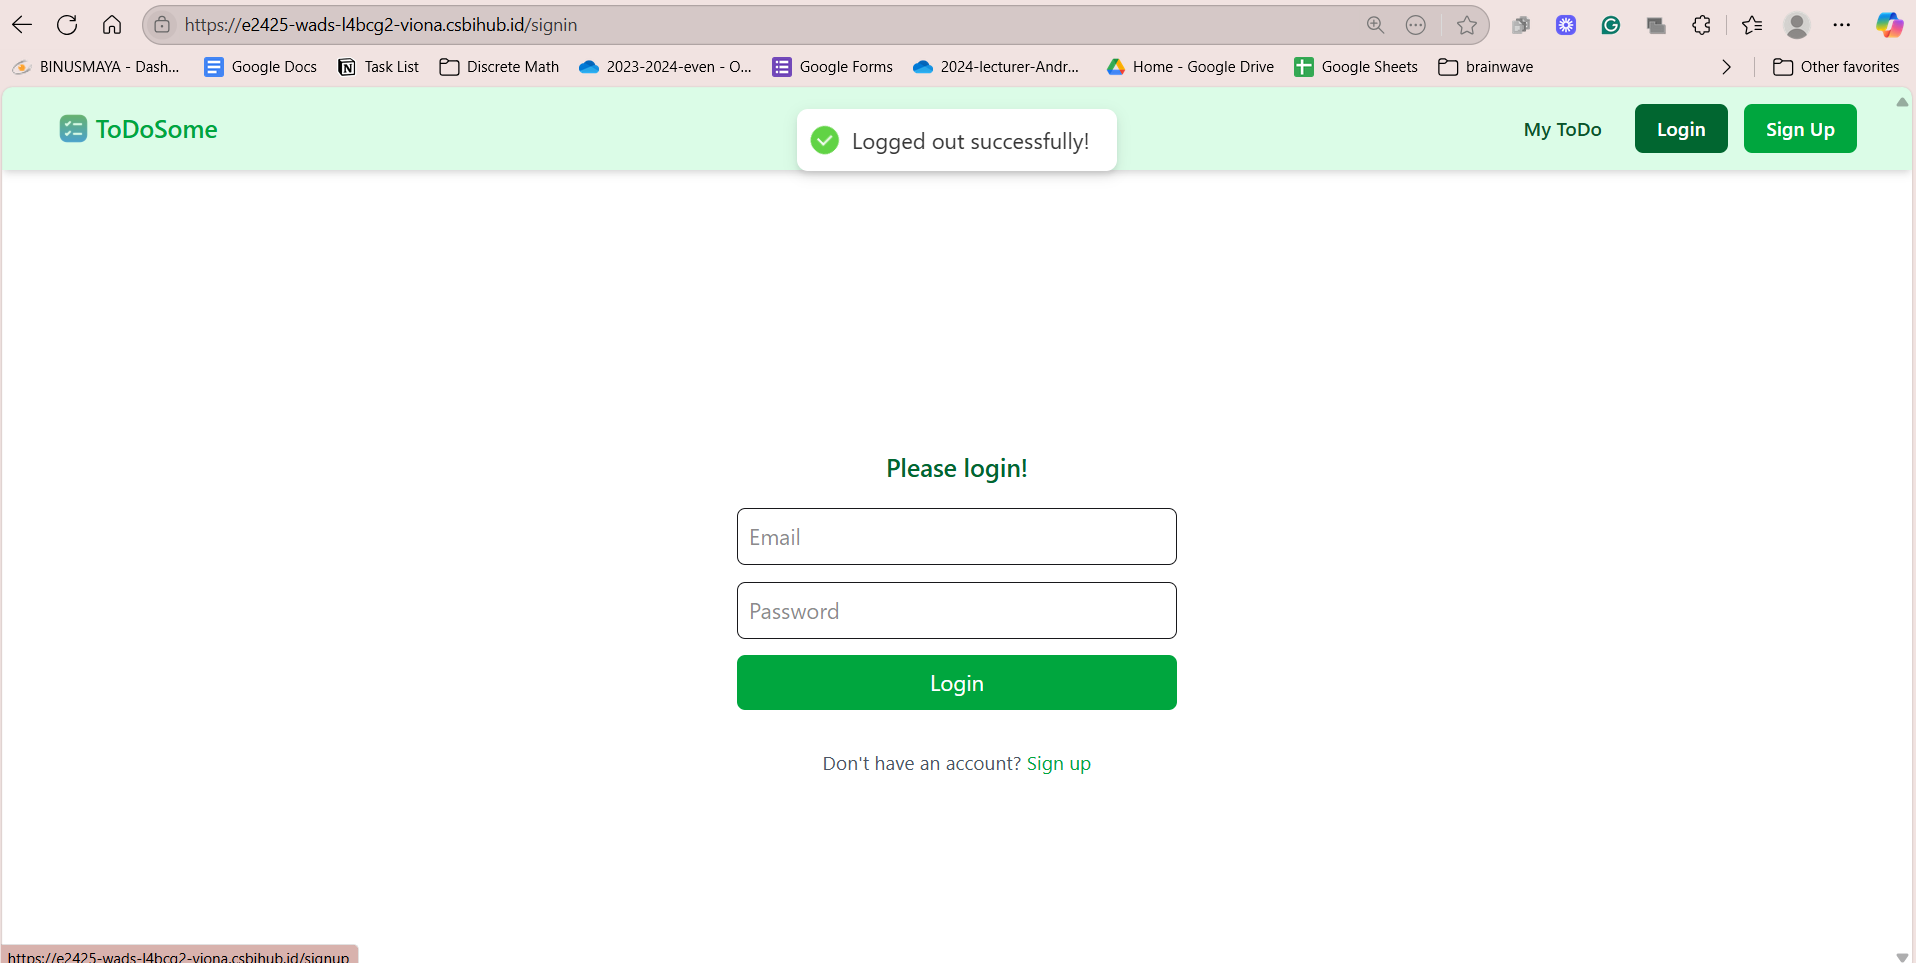 https://e2425-wads-l4bcg2-viona.csbihub.id/signin
BINUSMAYA - Dash...
Google Docs
Task List
Discrete Math
2023-2024-even - O...
Google Forms
2024-lecturer-Andr...
Home - Google Drive
Google Sheets
brainwave
Other favorites
ToDoSome
Logged out successfully!
My ToDo
Login
Sign Up
Please login!
Email
Password
Login
Don't have an account? Sign up
https://e2425-wads-l4bcg2-viona.csbihub.id/signup